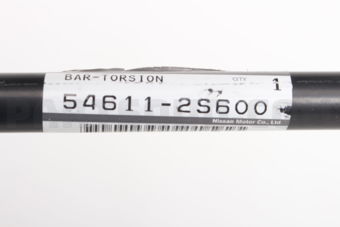 BAR-TORSION QTY 1
54611-2S600
Nissan Motor Co., Ltd